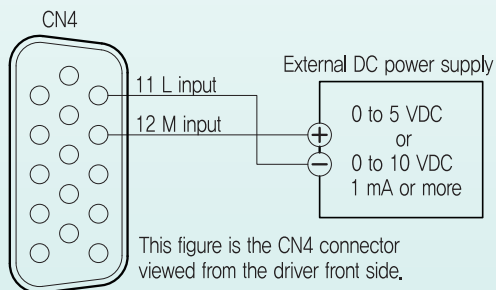 CN4
11 L input
12 M input
External DC power supply
+
−
0 to 5 VDC
or
0 to 10 VDC
1 mA or more
This figure is the CN4 connector
viewed from the driver front side.